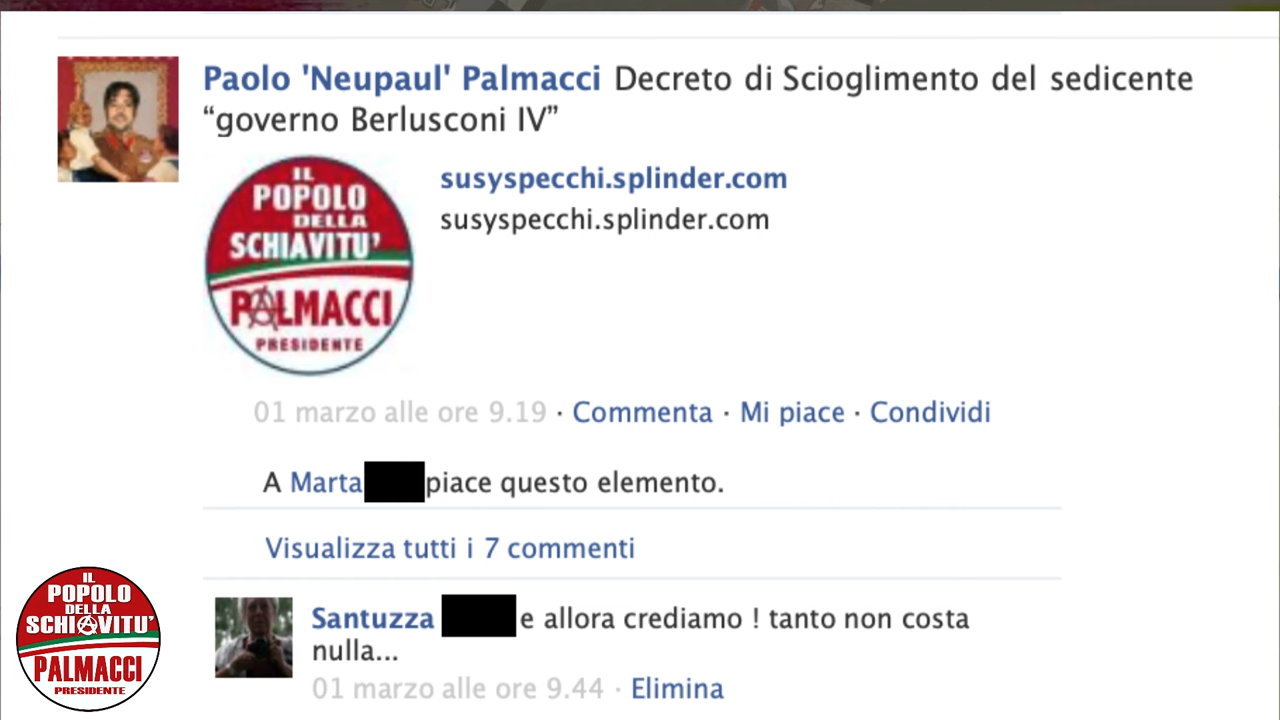 Paolo 'Neupaul' Palmacci Decreto di Scioglimento del sedicente
“governo Berlusconi IV”
IL
POPOLO
DELLA
SCHIAVITU'
PALMACCI
PRESIDENTE
susyspecchi.splinder.com
susyspecchi.splinder.com
01 marzo alle ore 9.19 · Commenta · Mi piace · Condividi
A Marta piace questo elemento.
Visualizza tutti i 7 commenti
Santuzza e allora crediamo ! tanto non costa
nulla...
01 marzo alle ore 9.44 · Elimina
IL
POPOLO
DELLA
SCHIAVITU'
PALMACCI
PRESIDENTE